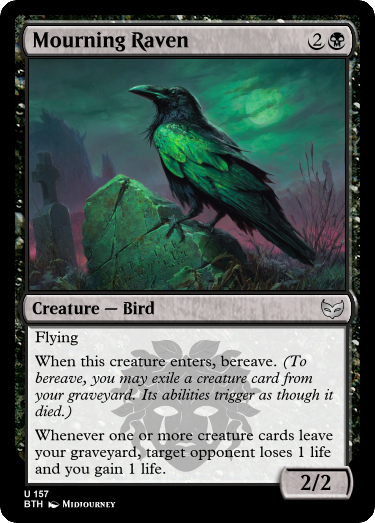 Mourning Raven 2
Creature — Bird
Flying
When this creature enters, bereave. (To
bereave, you may exile a creature card from
your graveyard. Its abilities trigger as though it
died.)
Whenever one or more creature cards leave
your graveyard, target opponent loses 1 life
and you gain 1 life.
2/2
U 157
BTH Midjourney